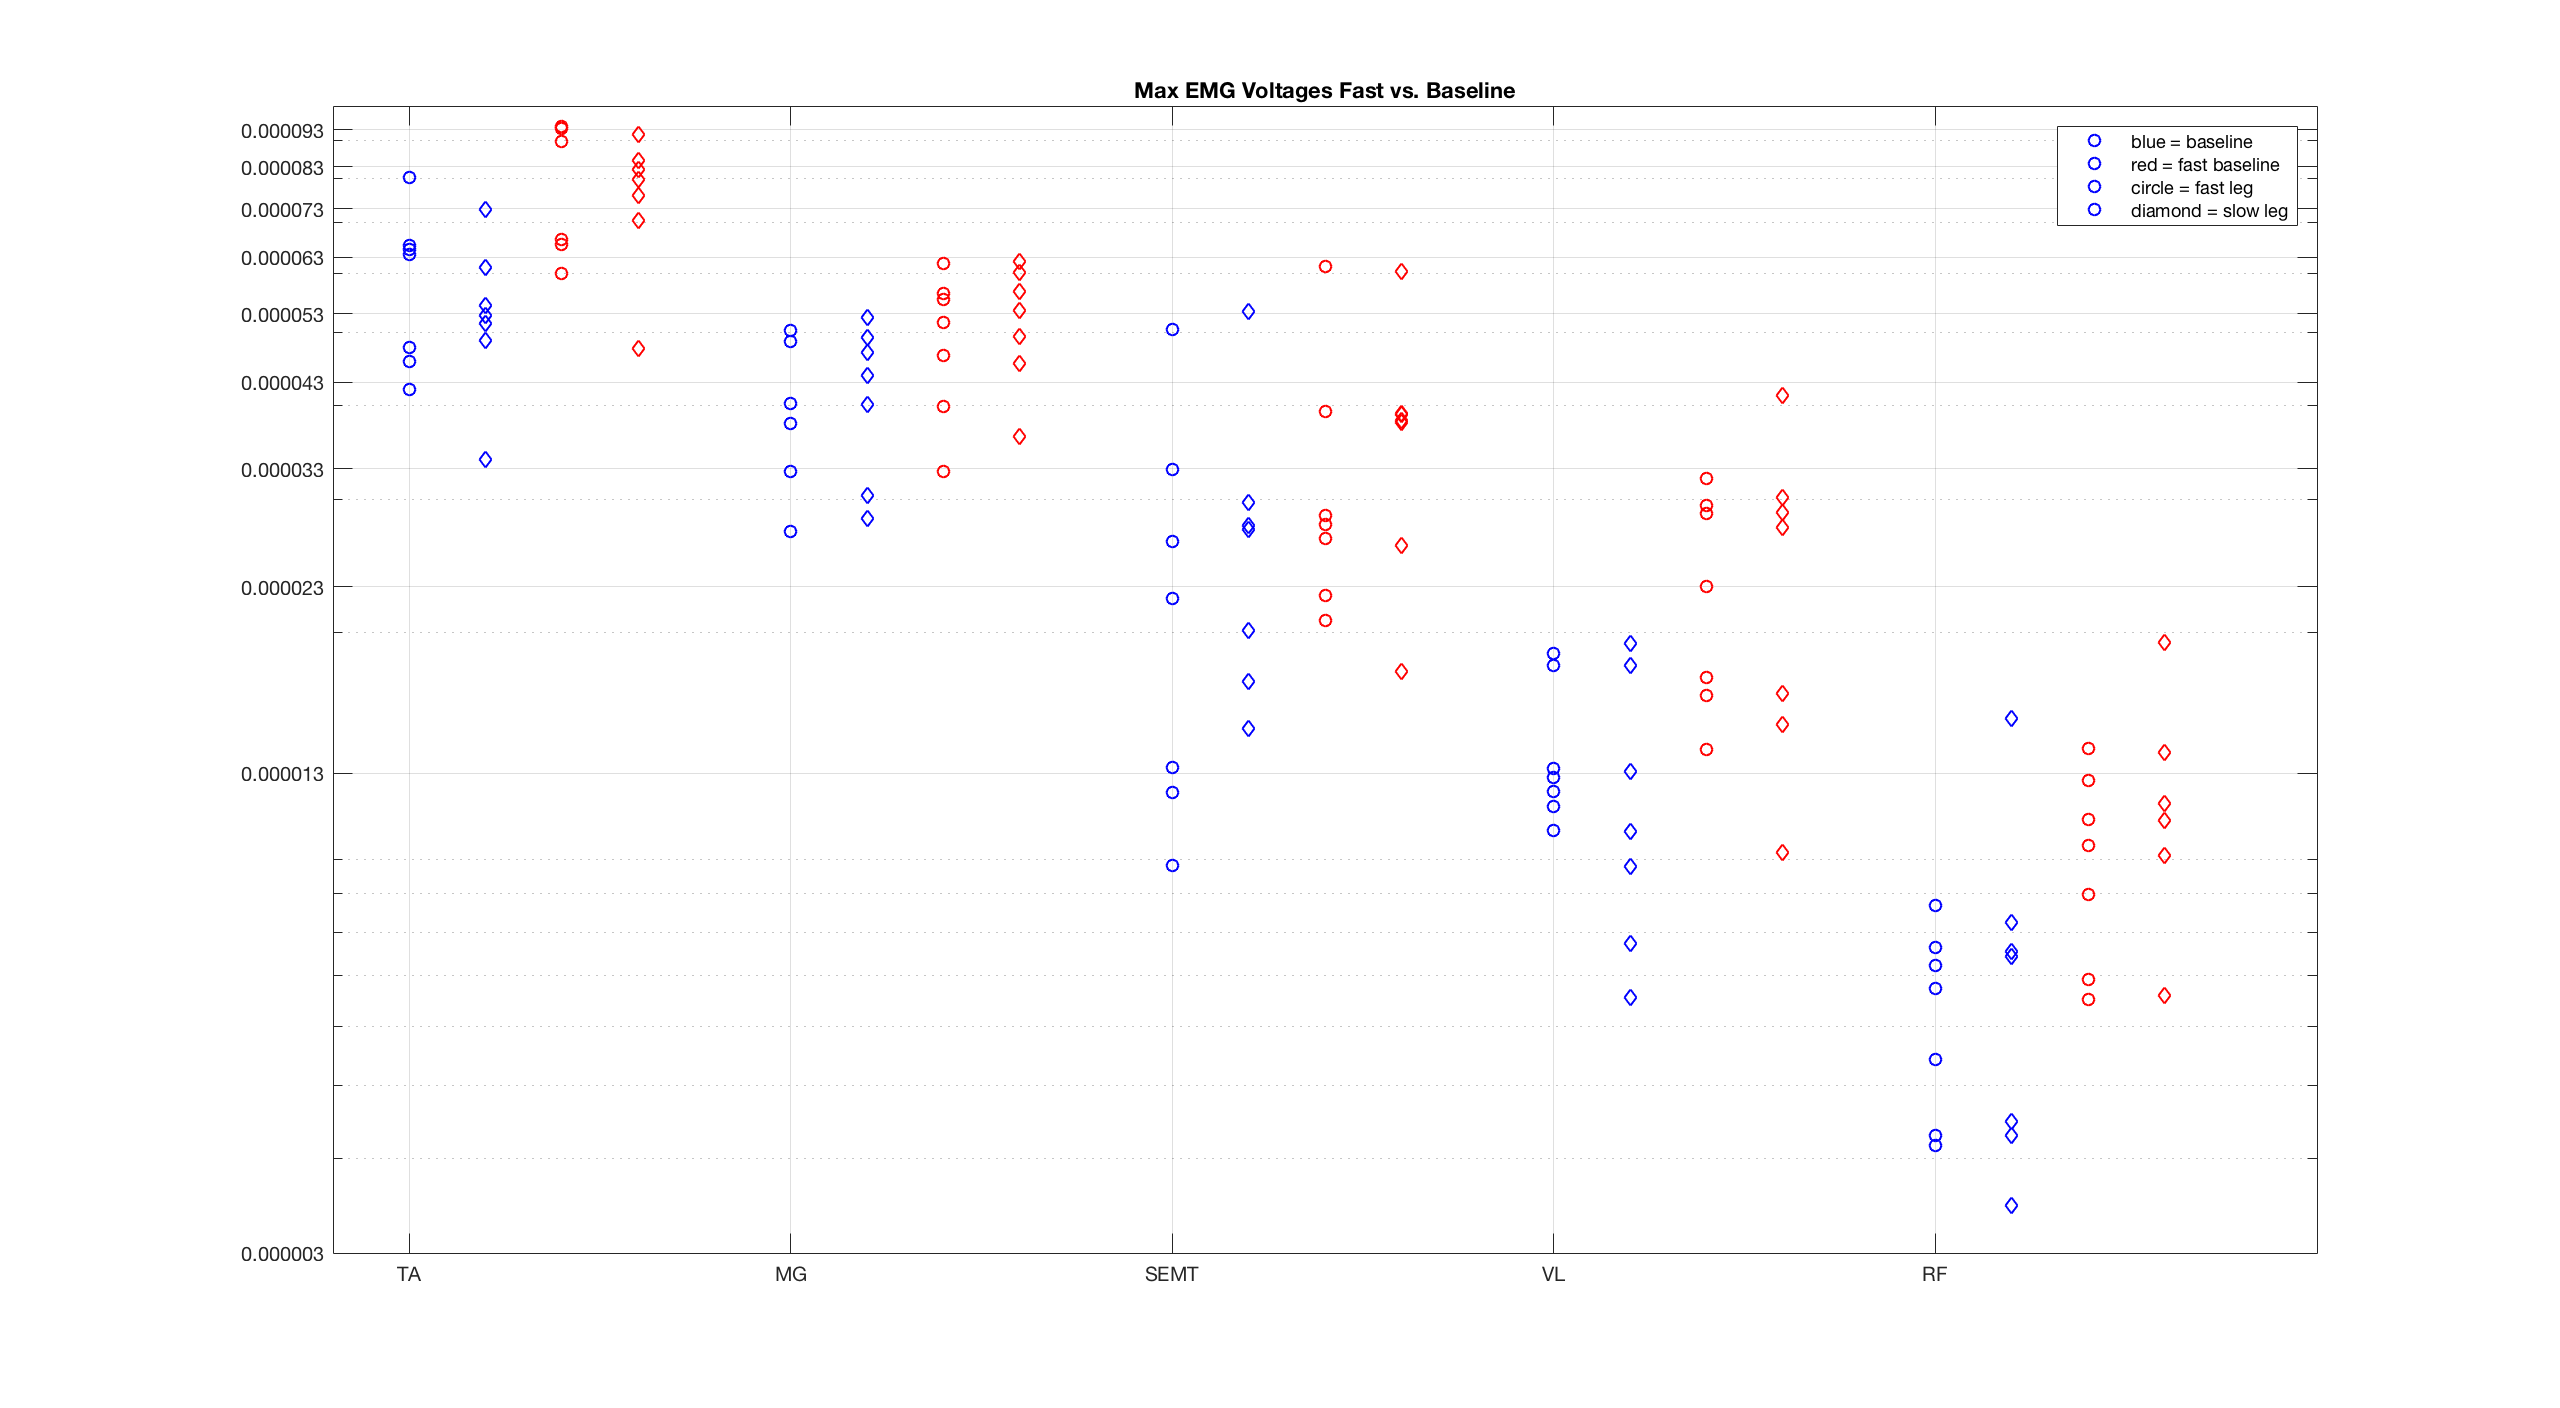 Max EMG Voltages Fast vs. Baseline
0.000093
0.000083
0.000073
0.000063
0.000053
0.000043
0.000033
0.000023
0.000013
0.000003
blue = baseline
red = fast baseline
circle = fast leg
diamond = slow leg
TA MG SEMT VL RF